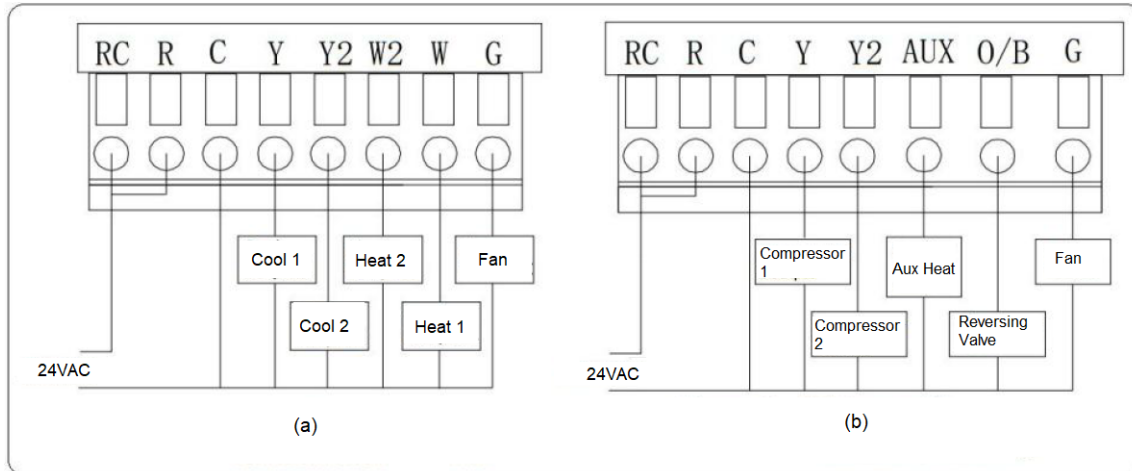 RC R C Y Y2 W2 W G
Cool 1
Heat 2
Fan
Cool 2
Heat 1
24VAC
(a)
RC R C Y Y2 AUX O/B G
Compressor
1
Aux Heat
Fan
Compressor
2
Reversing
Valve
24VAC
(b)